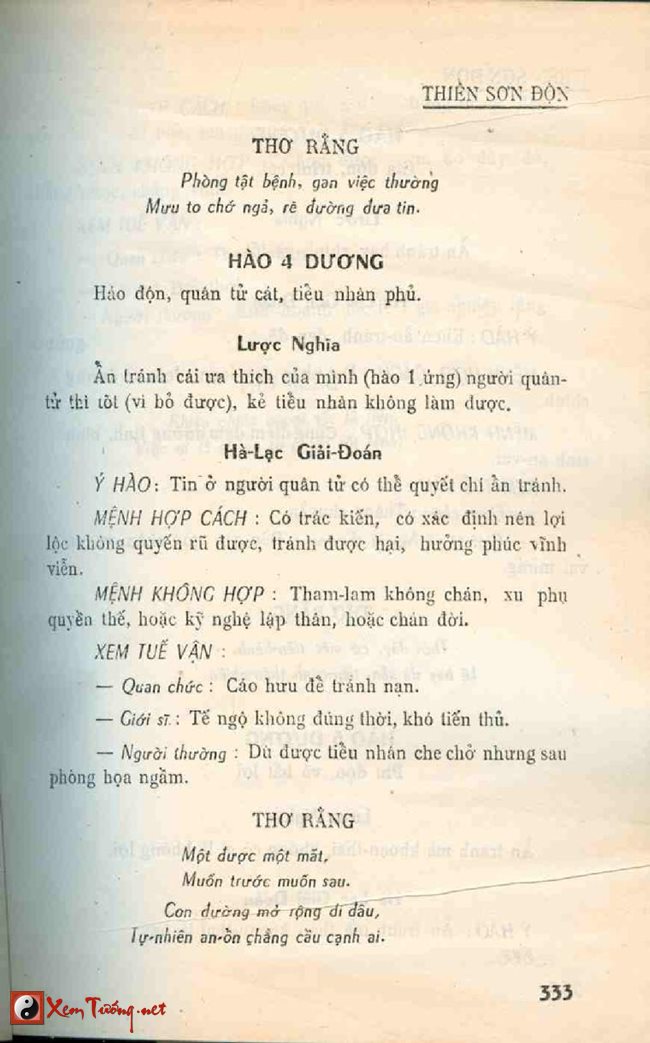 THIÊN SƠN ĐỘN
THƠ RẰNG
Phòng tật bệnh, gan việc thường
Mưu to chớ ngả, rẽ đường đưa tin.
HÀO 4 DƯƠNG
Háo độn, quân tử cát, tiểu nhân phủ.
Lược Nghĩa
Ẩn tránh cái ưa thích của mình (hào 1 ứng) người quân-
tử thì tốt (vì bỏ được), kẻ tiểu nhân không làm được.
Hà-Lạc Giải-Đoán
Ý HÀO: Tin ở người quân tử có thể quyết chí ẩn tránh.
MỆNH HỢP CÁCH : Có trác kiến, có xác định nên lợi
lộc không quyến rũ được, tránh được hại, hưởng phúc vĩnh
viễn.
MỆNH KHÔNG HỢP : Tham-lam không chán, xu phụ
quyền thế, hoặc kỹ nghệ lập thân, hoặc chán đời.
XEM TUẾ VẬN :
— Quan chức : Cáo hưu để tránh nạn.
— Giới sĩ : Tế ngộ không đúng thời, khó tiến thủ.
— Người thường : Dù được tiểu nhân che chở nhưng sau
phòng họa ngầm.
THƠ RẰNG
Một được một mất,
Muốn trước muốn sau.
Con đường mở rộng đi đâu,
Tự-nhiên an-ổn chẳng cầu cạnh ai.
333
XemTướng.net